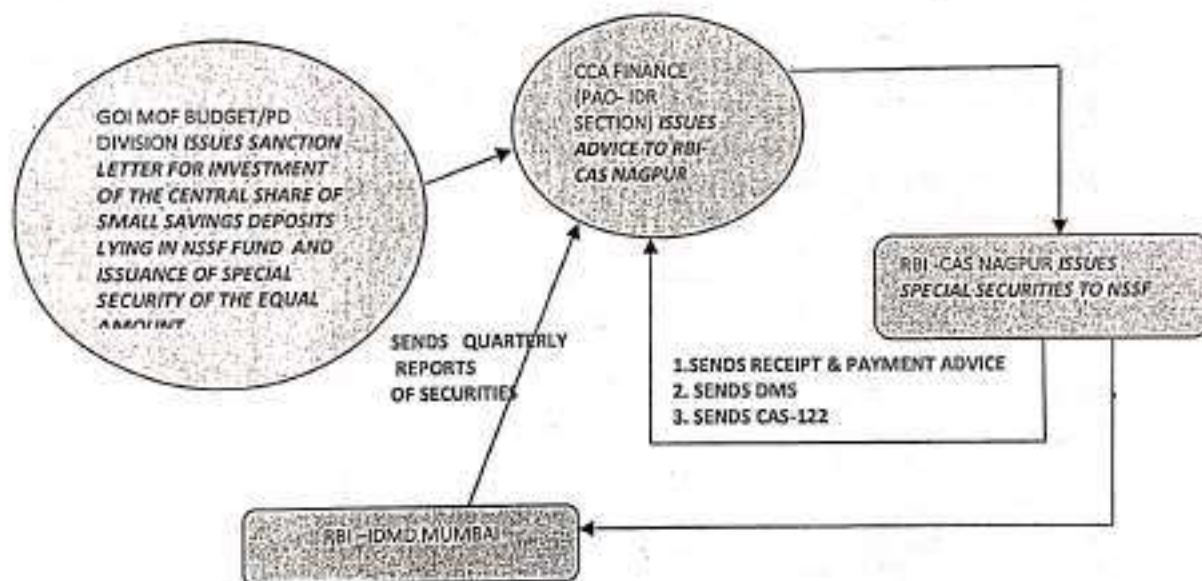 GOI MOF BUDGET/PD
DIVISION ISSUES SANCTION
LETTER FOR INVESTMENT
OF THE CENTRAL SHARE OF
SMALL SAVINGS DEPOSITS
LYING IN NSSF FUND AND
ISSUANCE OF SPECIAL
SECURITY OF THE EQUAL
AMOUNT
CCA FINANCE
(PAO- IDR
SECTION) ISSUES
ADVICE TO RBI-
CAS NAGPUR
RBI -CAS NAGPUR ISSUES
SPECIAL SECURITIES TO NSSF
SENDS QUARTERLY
REPORTS
OF SECURITIES
1.SENDS RECEIPT & PAYMENT ADVICE
2. SENDS DMS
3. SENDS CAS-122
RBI -IDMD MUMBAI